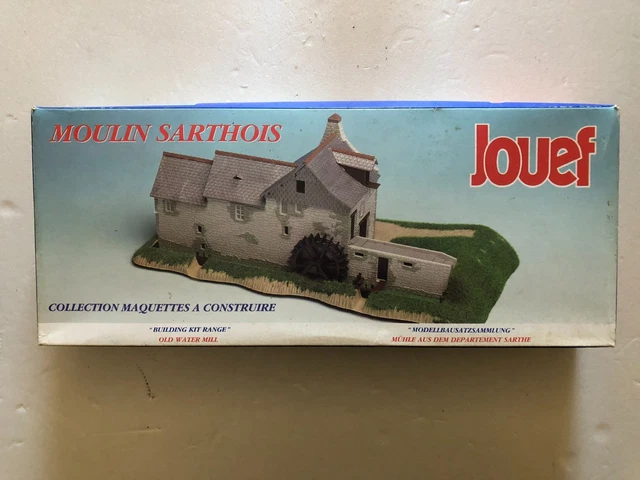 MOULIN SARTHOIS
Jouef
COLLECTION MAQUETTES A CONSTRUIRE
"BUILDING KIT RANGE"
OLD WATER MILL
"MODELLBAUSATZSAMMLUNG"
MÜHLE AUS DEM DEPARTEMENT SARTHE